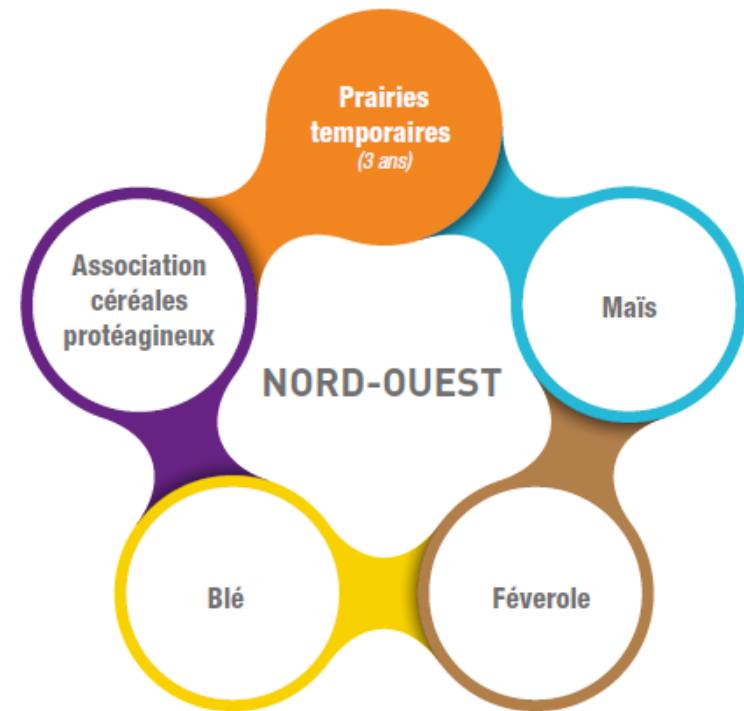 Prairies
temporaires
(3 ans)
Association
céréales
protéagineux
Maïs
NORD-OUEST
Blé
Féverole